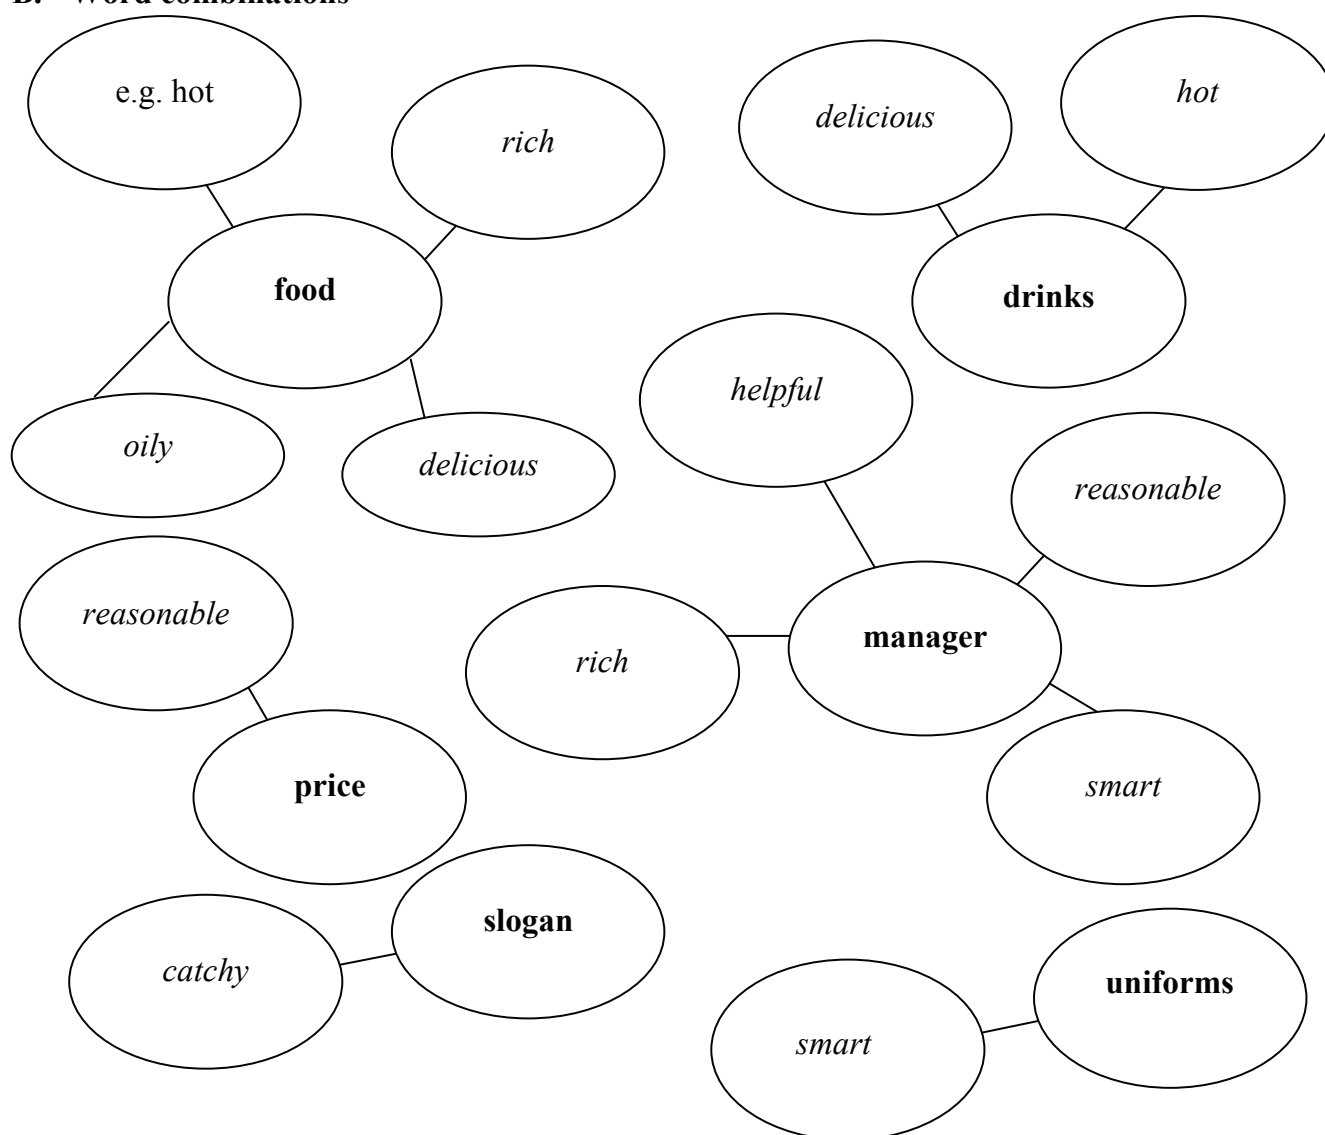 B. Word combinations
e.g. hot
rich
delicious
hot
food
drinks
helpful
oily
delicious
reasonable
reasonable
rich
manager
price
smart
slogan
catchy
uniforms
smart